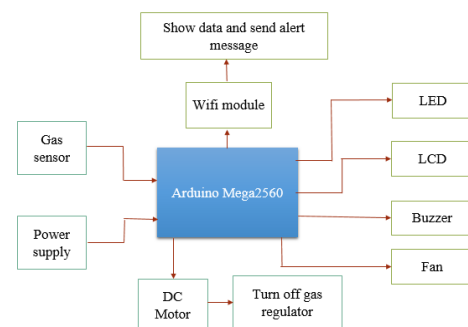 Show data and send alert
message
Wifi module
LED
Gas
sensor
LCD
Arduino Mega2560
Buzzer
Power
supply
Fan
DC
Motor
Turn off gas
regulator